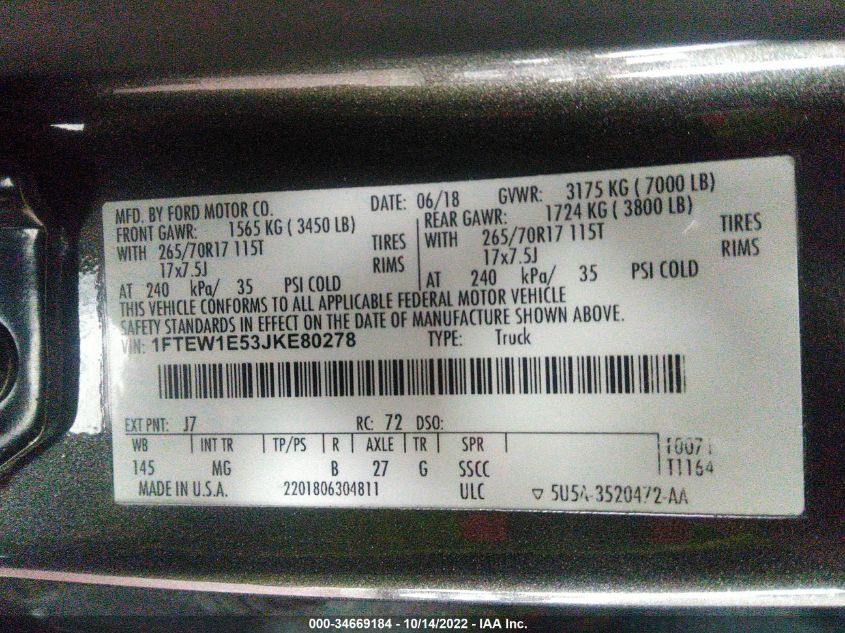 MFD. BY FORD MOTOR CO. DATE: 06/18 GVWR: 3175 KG ( 7000 LB)
FRONT GAWR: 1565 KG ( 3450 LB) REAR GAWR: 1724 KG ( 3800 LB)
WITH 265/70R17 115T TIRES WITH 265/70R17 115T TIRES
17x7.5J RIMS 17x7.5J RIMS
AT 240 kPa/ 35 PSI COLD AT 240 kPa/ 35 PSI COLD
THIS VEHICLE CONFORMS TO ALL APPLICABLE FEDERAL MOTOR VEHICLE
SAFETY STANDARDS IN EFFECT ON THE DATE OF MANUFACTURE SHOWN ABOVE.
VIN: 1FTEW1E53JKE80278 TYPE: Truck
EXT PNT: J7 RC: 72 DSO:
WB INT TR TP/PS R AXLE TR SPR T0071
145 MG B 27 G SSCC T1164
MADE IN U.S.A. 2201806304811 ULC ▽ 5U5A-3520472-AA
000-34669184 - 10/14/2022 - IAA Inc.